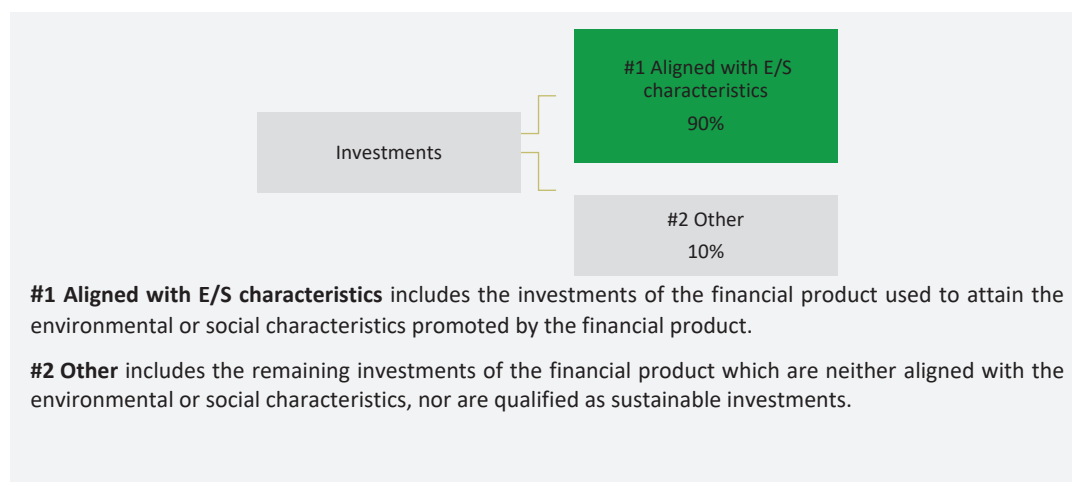 #1 Aligned with E/S
characteristics
90%
Investments
#2 Other
10%
#1 Aligned with E/S characteristics includes the investments of the financial product used to attain the
environmental or social characteristics promoted by the financial product.
#2 Other includes the remaining investments of the financial product which are neither aligned with the
environmental or social characteristics, nor are qualified as sustainable investments.